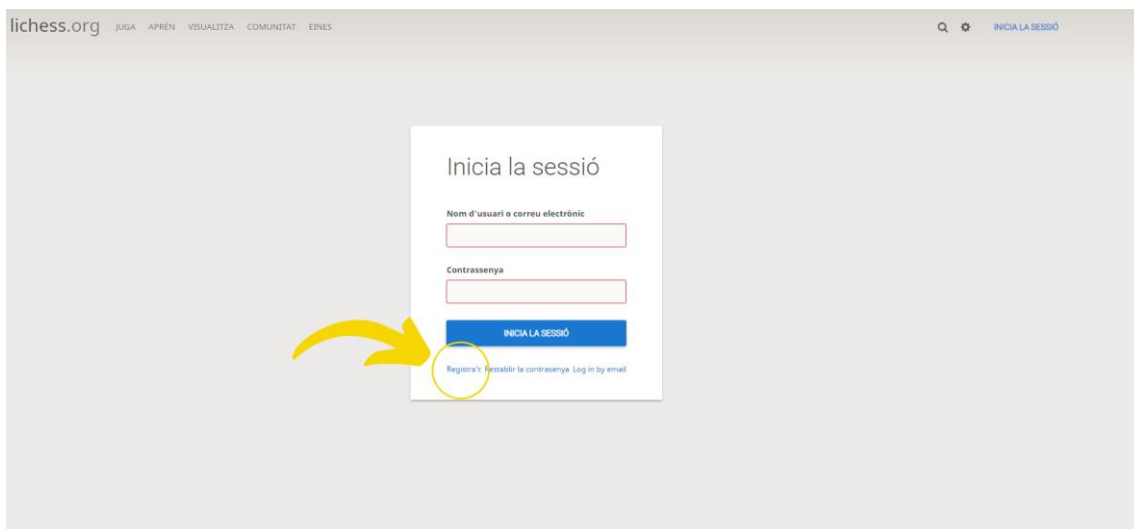 lichess.org JUGA APRÈN VISUALITZA COMUNITAT EINES INICIA LA SESSIÓ
Inicia la sessió
Nom d'usuari o correu electrònic
Contrassenya
INICIA LA SESSIÓ
Registra't Restablir la contrasenya Log in by email